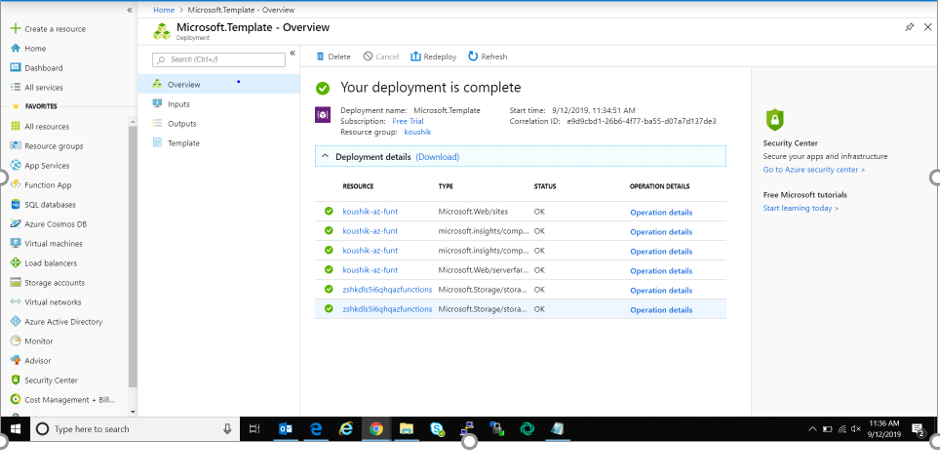 Create a resource
Home
Dashboard
All services
FAVORITES
All resources
Resource groups
App Services
Function App
SQL databases
Azure Cosmos DB
Virtual machines
Load balancers
Storage accounts
Virtual networks
Azure Active Directory
Monitor
Advisor
Security Center
Cost Management + Bill...
Home > Microsoft.Template - Overview
Microsoft.Template - Overview
Deployment
Search (Ctrl+/)
Overview
Inputs
Outputs
Template
Delete Cancel Redeploy Refresh
Your deployment is complete
Deployment name: Microsoft.Template
Subscription: Free Trial
Resource group: koushik
Start time: 9/12/2019, 11:34:51 AM
Correlation ID: e9d9cbd1-26b6-4f77-ba55-d07a7d137de3
Deployment details (Download)
RESOURCE TYPE STATUS OPERATION DETAILS
koushik-az-funt Microsoft.Web/sites OK Operation details
koushik-az-funt microsoft.insights/comp... OK Operation details
koushik-az-funt microsoft.insights/comp... OK Operation details
koushik-az-funt Microsoft.Web/serverfar... OK Operation details
zshkdls5i6qhqazfunctions Microsoft.Storage/stora... OK Operation details
zshkdls5i6qhqazfunctions Microsoft.Storage/stora... OK Operation details
Security Center
Secure your apps and infrastructure
Go to Azure security center >
Free Microsoft tutorials
Start learning today >
Type here to search
11:36 AM
9/12/2019
2